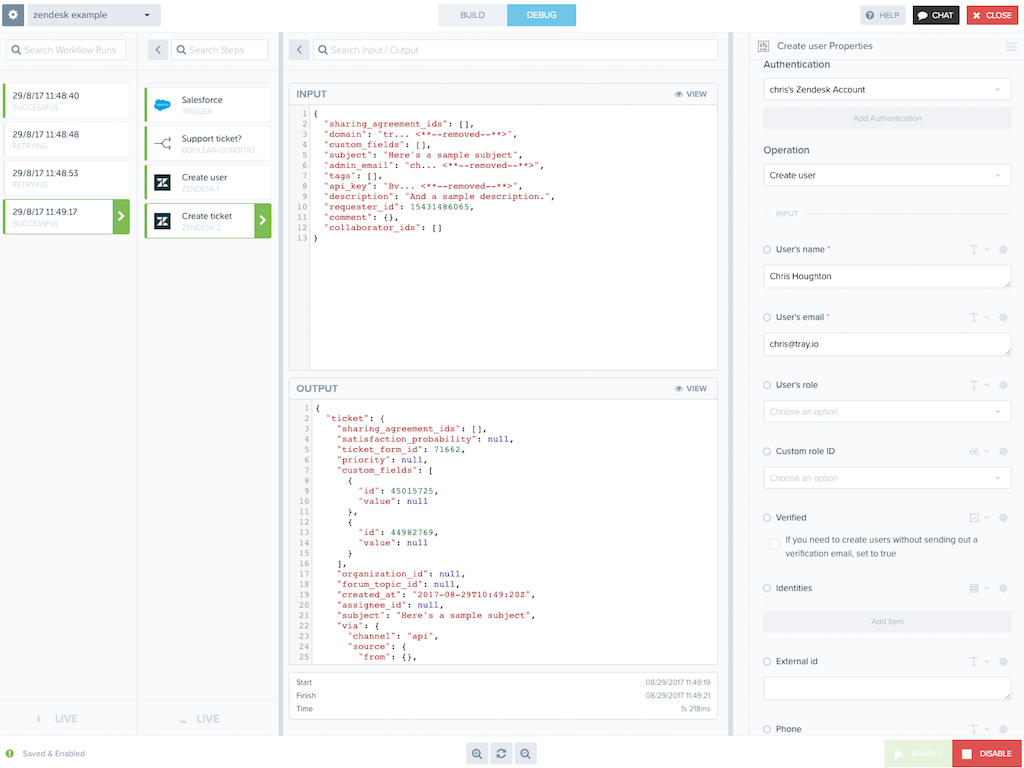 zendesk example
BUILD
DEBUG
HELP
CHAT
CLOSE
Search Workflow Runs
29/8/17 11:48:40
SUCCESSFUL
29/8/17 11:48:48
RETRYING
29/8/17 11:48:53
RETRYING
29/8/17 11:49:17
SUCCESSFUL
LIVE
Search Steps
Salesforce
TRIGGER
Support ticket?
BOOLEAN-CONDITIO...
Create user
ZENDESK-1
Create ticket
ZENDESK-2
LIVE
Search Input / Output
INPUT
VIEW
1 {
2 "sharing_agreement_ids": [],
3 "domain": "tr... <**--removed--**>",
4 "custom_fields": [],
5 "subject": "Here's a sample subject",
6 "admin_email": "ch... <**--removed--**>",
7 "tags": [],
8 "api_key": "Bv... <**--removed--**>",
9 "description": "And a sample description.",
10 "requester_id": 15431486065,
11 "comment": {},
12 "collaborator_ids": []
13 }
OUTPUT
VIEW
1 {
2 "ticket": {
3 "sharing_agreement_ids": [],
4 "satisfaction_probability": null,
5 "ticket_form_id": 71662,
6 "priority": null,
7 "custom_fields": [
8 {
9 "id": 45015725,
10 "value": null
11 },
12 {
13 "id": 44982769,
14 "value": null
15 }
16 ],
17 "organization_id": null,
18 "forum_topic_id": null,
19 "created_at": "2017-08-29T10:49:20Z",
20 "assignee_id": null,
21 "subject": "Here's a sample subject",
22 "via": {
23 "channel": "api",
24 "source": {
25 "from": {},
Start 08/29/2017 11:49:19
Finish 08/29/2017 11:49:21
Time 1s 218ms
Create user Properties
Authentication
chris's Zendesk Account
Add Authentication
Operation
Create user
INPUT
User's name *
Chris Houghton
User's email *
chris@tray.io
User's role
Choose an option
Custom role ID
66
Choose an option
Verified
If you need to create users without sending out a
verification email, set to true
Identities
Add Item
External id
Phone
Saved & Enabled
ENABLE
DISABLE